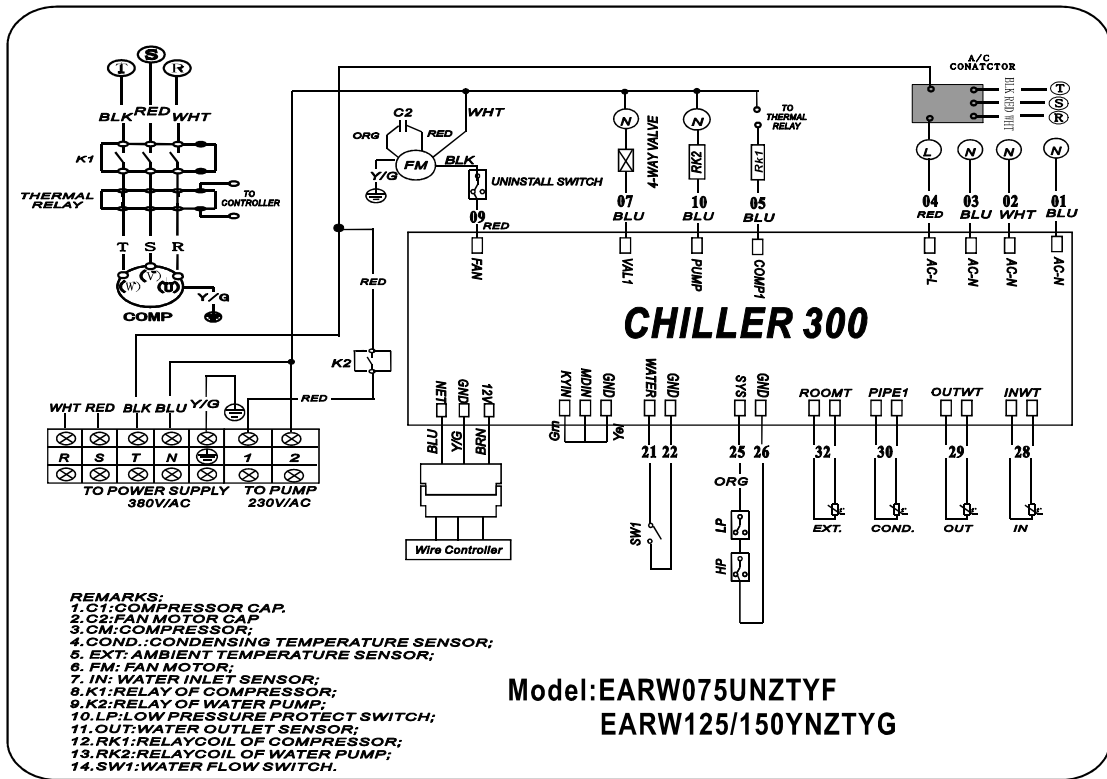 T S R
BLK RED WHT
K1
THERMAL RELAY
TO CONTROLLER
T S R
(W) (V) (U)
Y/G
COMP
C2
ORG RED WHT
FM BLK
Y/G
UNINSTALL SWITCH
09 RED
FAN
N
4-WAY VALVE
07
BLU
VAL1
N
RK2
10
BLU
PUMP
TO THERMAL RELAY
Rk1
05
BLU
COMP1
A/C
CONATCTOR
BLK RED WHT
T
S
R
L N N N
04 03 02 01
RED BLU WHT BLU
AC-L AC-N AC-N AC-N
CHILLER 300
RED
K2
RED
WHT RED BLK BLU Y/G
R S T N 1 2
TO POWER SUPPLY
380V/AC
TO PUMP
230V/AC
NET GND 12V
BLU Y/G BRN
Wire Controller
KYIN MDIN GND
Grn Yel
WATER GND
21 22
SW1
SYS GND
25 26
ORG
LP
HP
ROOMT PIPE1 OUTWT INWT
32 30 29 28
EXT. COND. OUT IN
REMARKS:
1.C1:COMPRESSOR CAP.
2.C2:FAN MOTOR CAP
3.CM:COMPRESSOR;
4.COND.:CONDENSING TEMPERATURE SENSOR;
5. EXT: AMBIENT TEMPERATURE SENSOR;
6. FM: FAN MOTOR;
7. IN: WATER INLET SENSOR;
8.K1:RELAY OF COMPRESSOR;
9.K2:RELAY OF WATER PUMP;
10.LP:LOW PRESSURE PROTECT SWITCH;
11.OUT:WATER OUTLET SENSOR;
12.RK1:RELAYCOIL OF COMPRESSOR;
13.RK2:RELAYCOIL OF WATER PUMP;
14.SW1:WATER FLOW SWITCH.
Model:EARW075UNZTYF
EARW125/150YNZTYG